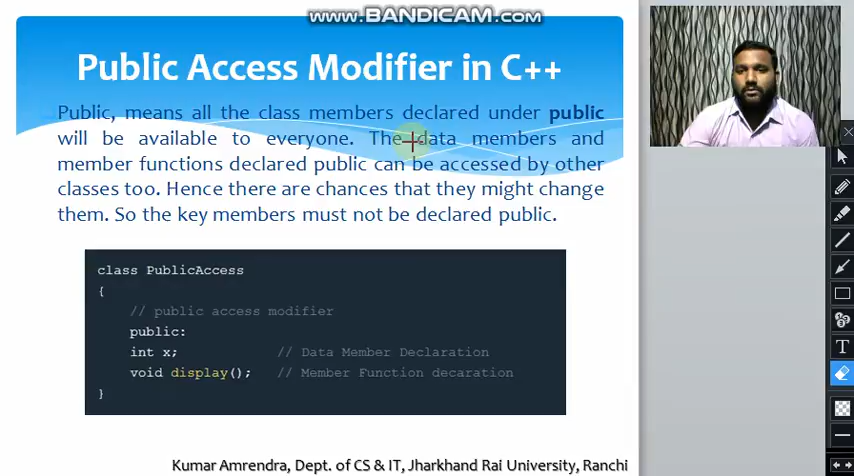 WWW.BANDICAM.COM
Public Access Modifier in C++
Public, means all the class members declared under public
will be available to everyone. The data members and
member functions declared public can be accessed by other
classes too. Hence there are chances that they might change
them. So the key members must not be declared public.
class PublicAccess
{
// public access modifier
public:
int x; // Data Member Declaration
void display(); // Member Function decaration
}
Kumar Amrendra, Dept. of CS & IT, Jharkhand Rai University, Ranchi
T